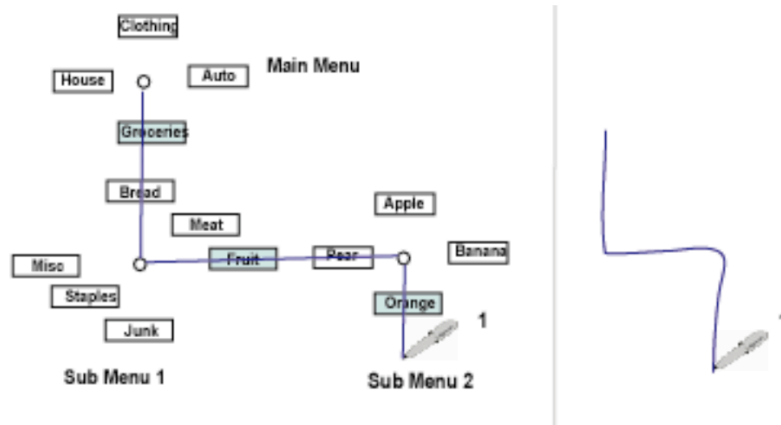 Clothing
House
Auto
Main Menu
Groceries
Bread
Meat
Apple
Misc
Fruit
Pear
Banana
Staples
Orange
Junk
1
Sub Menu 1
Sub Menu 2